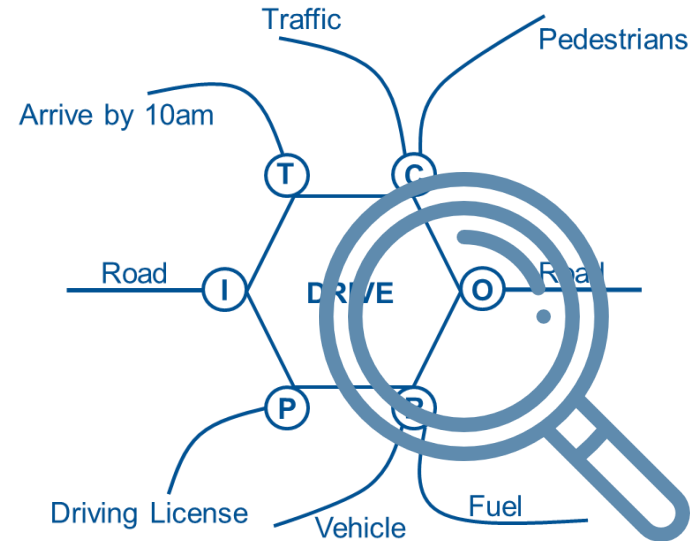 Traffic
Pedestrians
Arrive by 10am
T
C
Road
I
DRIVE
O
Road
P
R
Driving License
Vehicle
Fuel